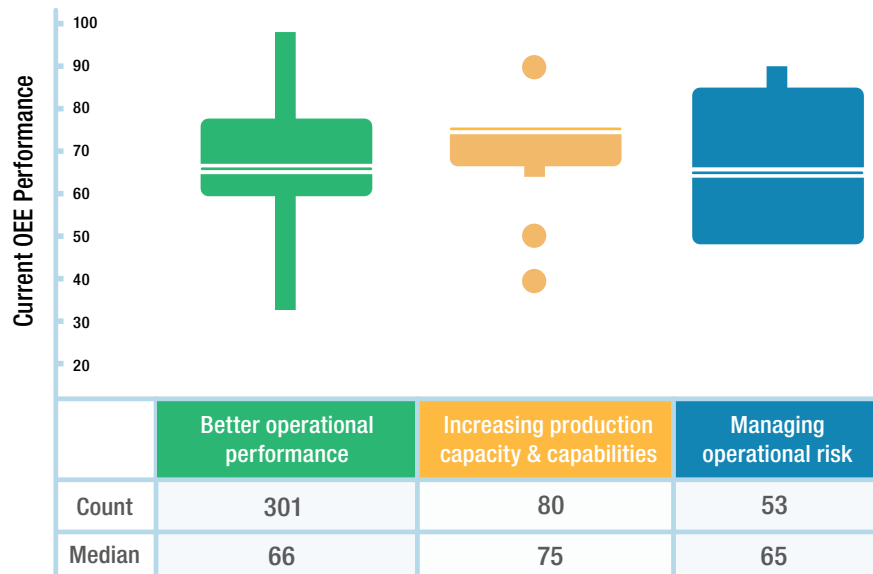 Current OEE Performance
100
90
80
70
60
50
40
30
20
Better operational
performance
Increasing production
capacity & capabilities
Managing
operational risk
Count
301
80
53
Median
66
75
65